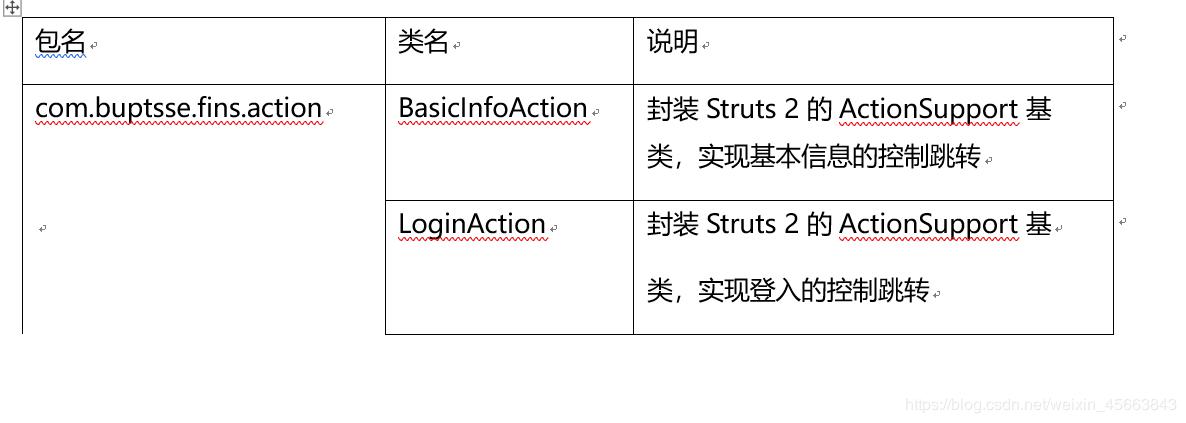 包名 类名 说明
com.buptsse.fins.action BasicInfoAction 封装 Struts 2 的 ActionSupport 基
类，实现基本信息的控制跳转
LoginAction 封装 Struts 2 的 ActionSupport 基
类，实现登入的控制跳转
https://blog.csdn.net/weixin_45663843